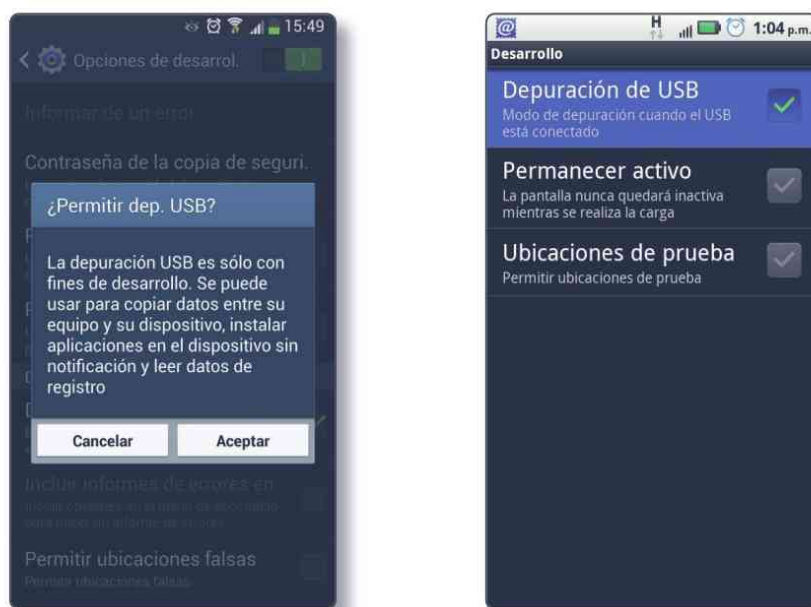 15:49
Opciones de desarrol.
Informar de un error
Contraseña de la copia de seguri.
¿Permitir dep. USB?
La depuración USB es sólo con
fines de desarrollo. Se puede
usar para copiar datos entre su
equipo y su dispositivo, instalar
aplicaciones en el dispositivo sin
notificación y leer datos de
registro
Cancelar
Aceptar
Incluir informes de errores en
Permitir ubicaciones falsas
Permitir ubicaciones falsas
H
1:04 p.m.
Desarrollo
Depuración de USB
Modo de depuración cuando el USB
está conectado
Permanecer activo
La pantalla nunca quedará inactiva
mientras se realiza la carga
Ubicaciones de prueba
Permitir ubicaciones de prueba